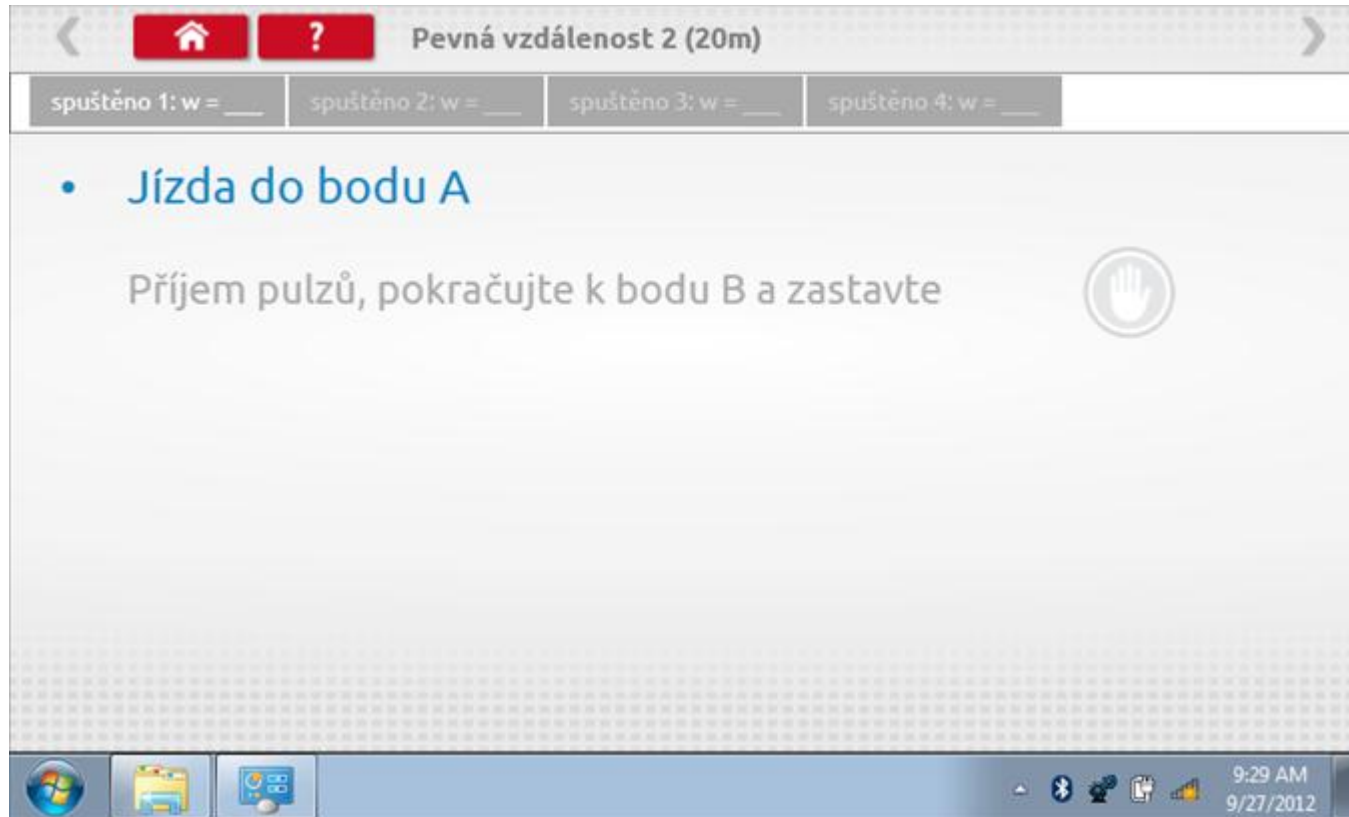 ? Pevná vzdálenost 2 (20m)
spuštěno 1: w = ___ spuštěno 2: w = ___ spuštěno 3: w = ___ spuštěno 4: w = ___
• Jízda do bodu A
Příjem pulzů, pokračujte k bodu B a zastavte
9:29 AM
9/27/2012